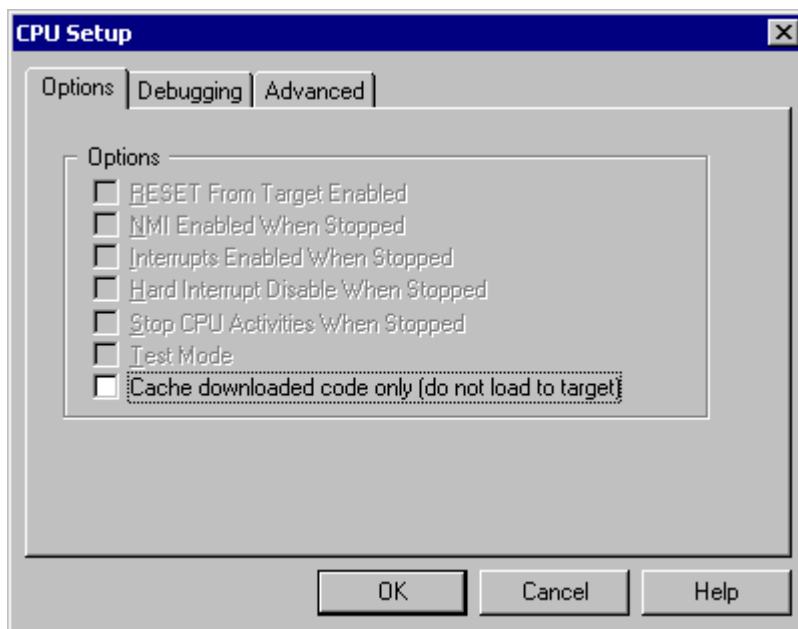 CPU Setup
Options Debugging Advanced
Options
RESET From Target Enabled
NMI Enabled When Stopped
Interrupts Enabled When Stopped
Hard Interrupt Disable When Stopped
Stop CPU Activities When Stopped
Test Mode
Cache downloaded code only (do not load to target)
OK Cancel Help